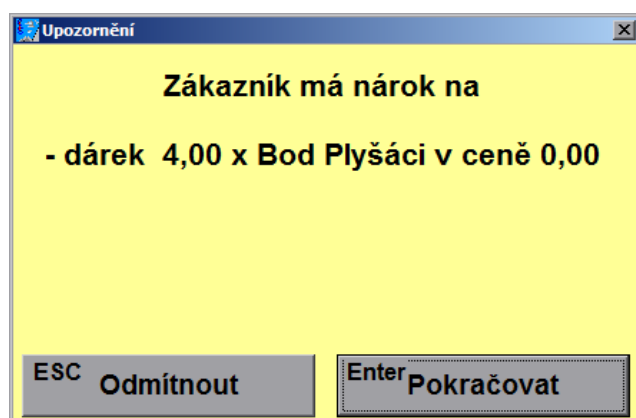 Upozornění
Zákazník má nárok na
- dárek  4,00 x Bod Plyšáci v ceně 0,00
ESC Odmítnout
Enter Pokračovat